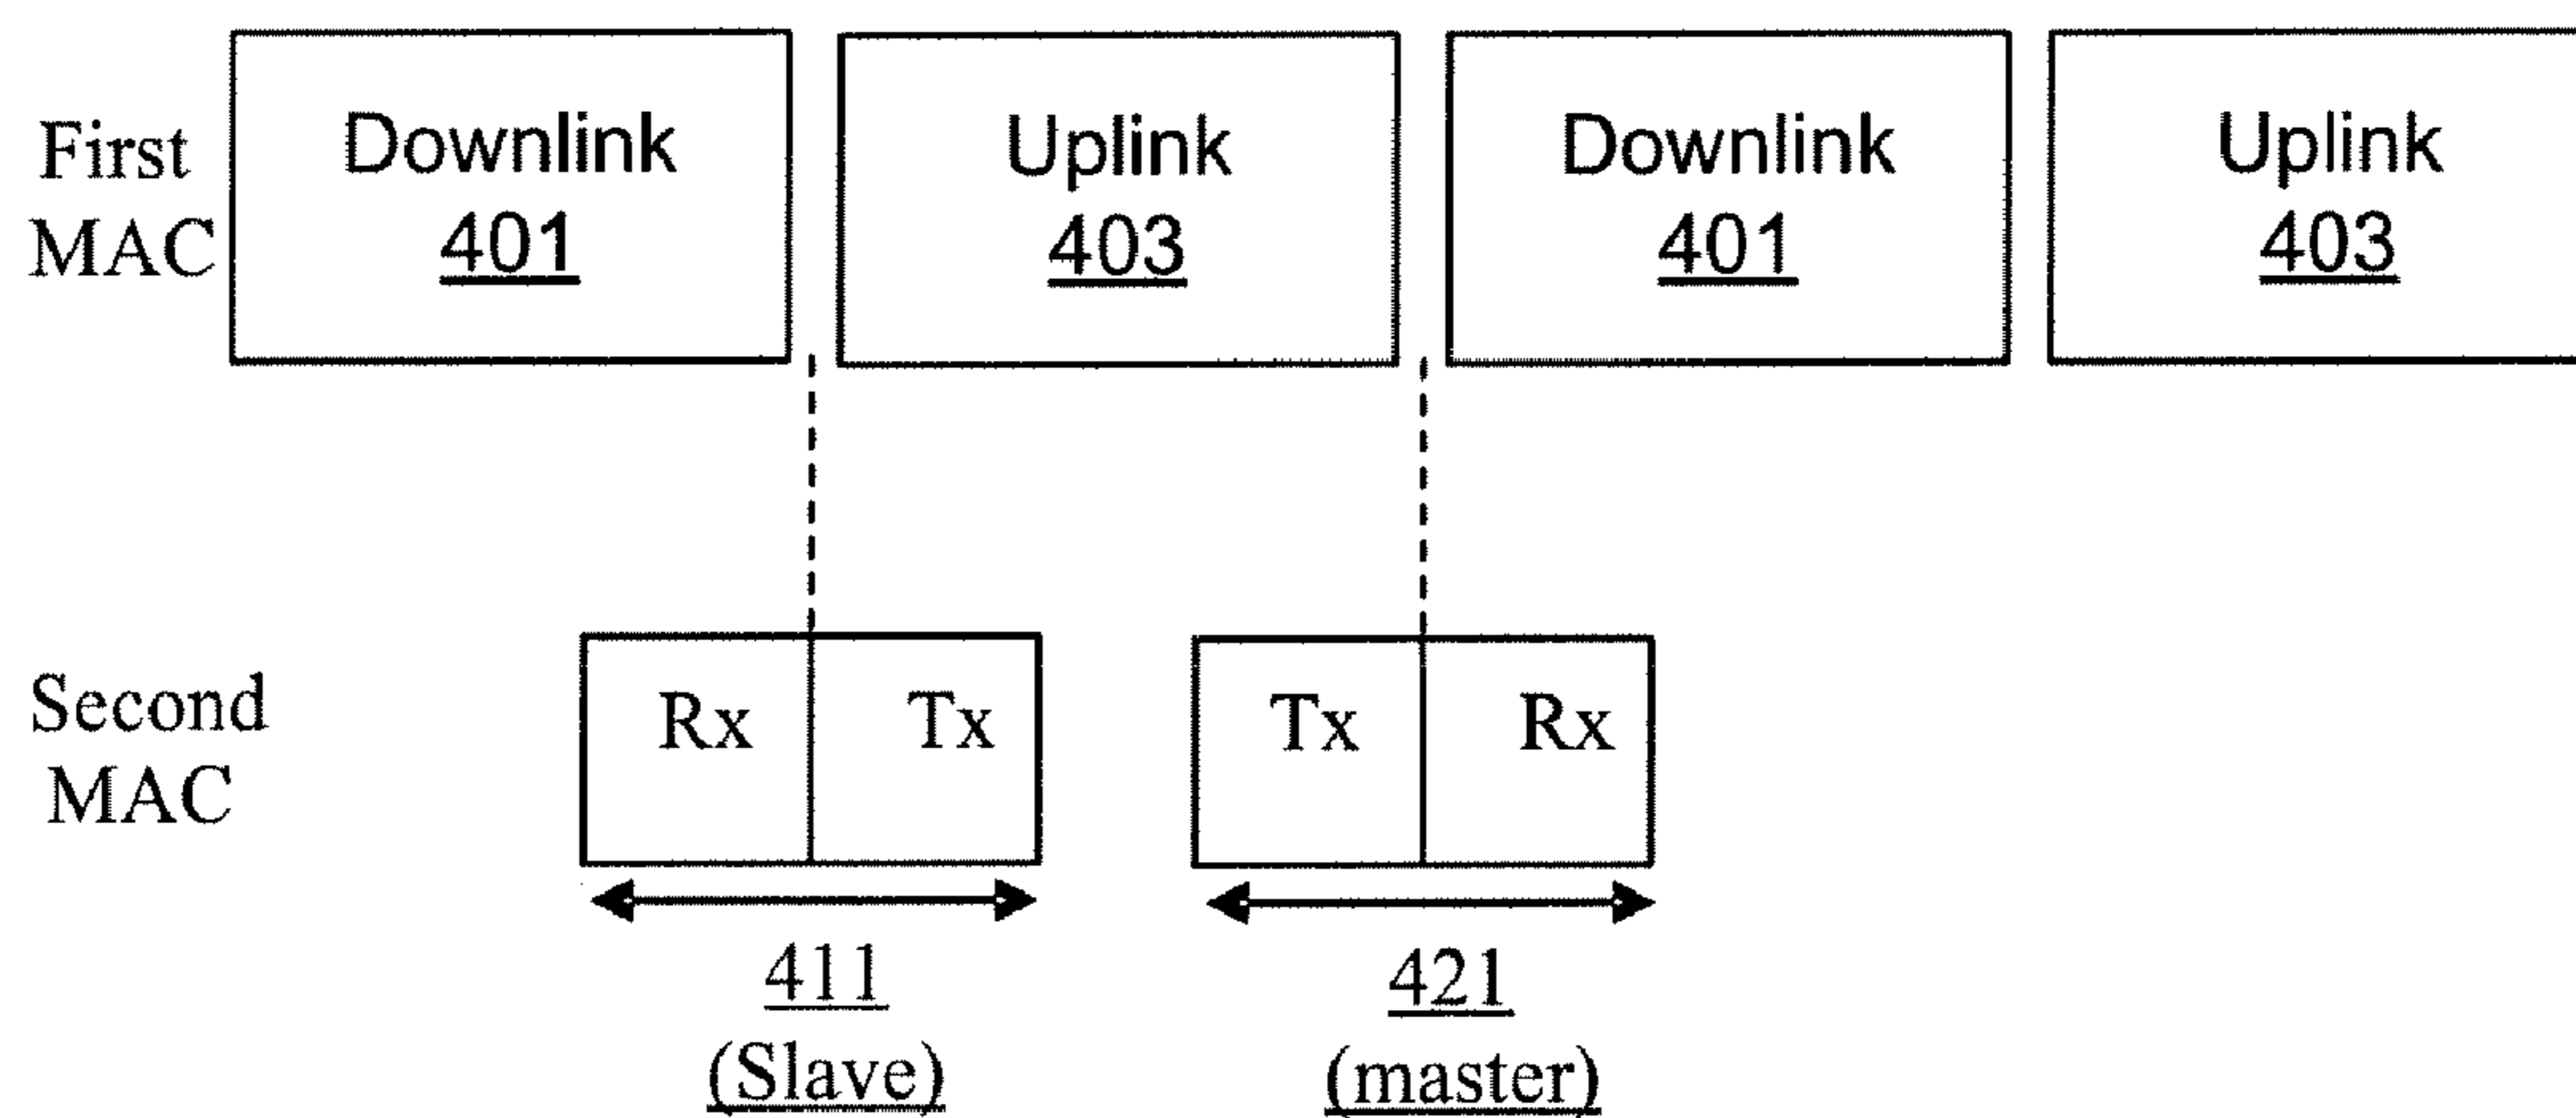 First
MAC
Downlink
401
Uplink
403
Downlink
401
Uplink
403
Second
MAC
Rx
Tx
Tx
Rx
411
(Slave)
421
(master)